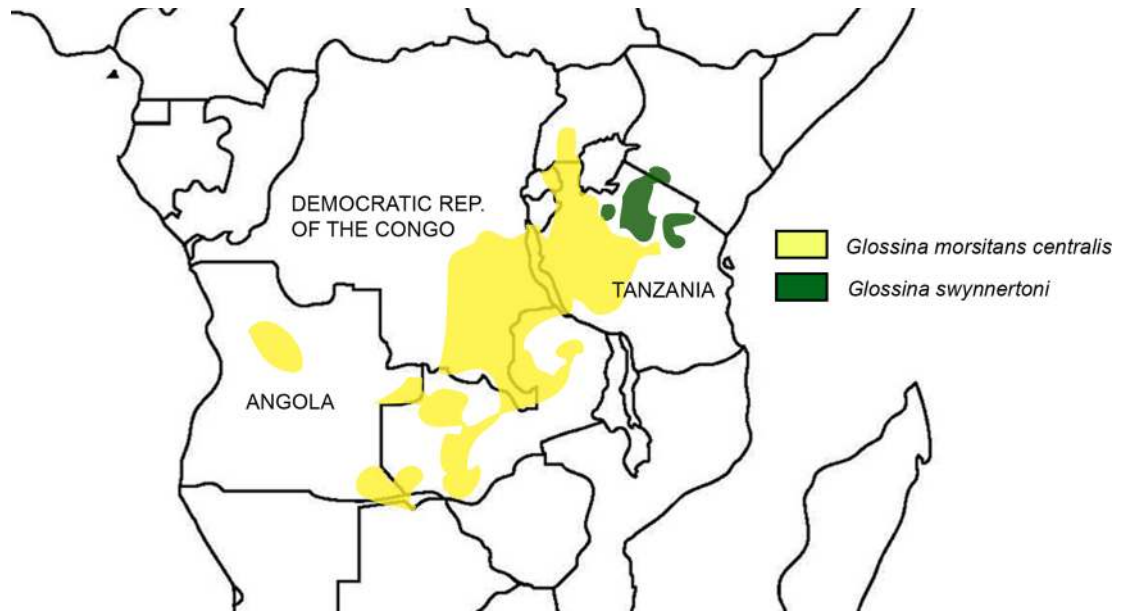 DEMOCRATIC REP.
OF THE CONGO
Glossina morsitans centralis
Glossina swynnertoni
TANZANIA
ANGOLA